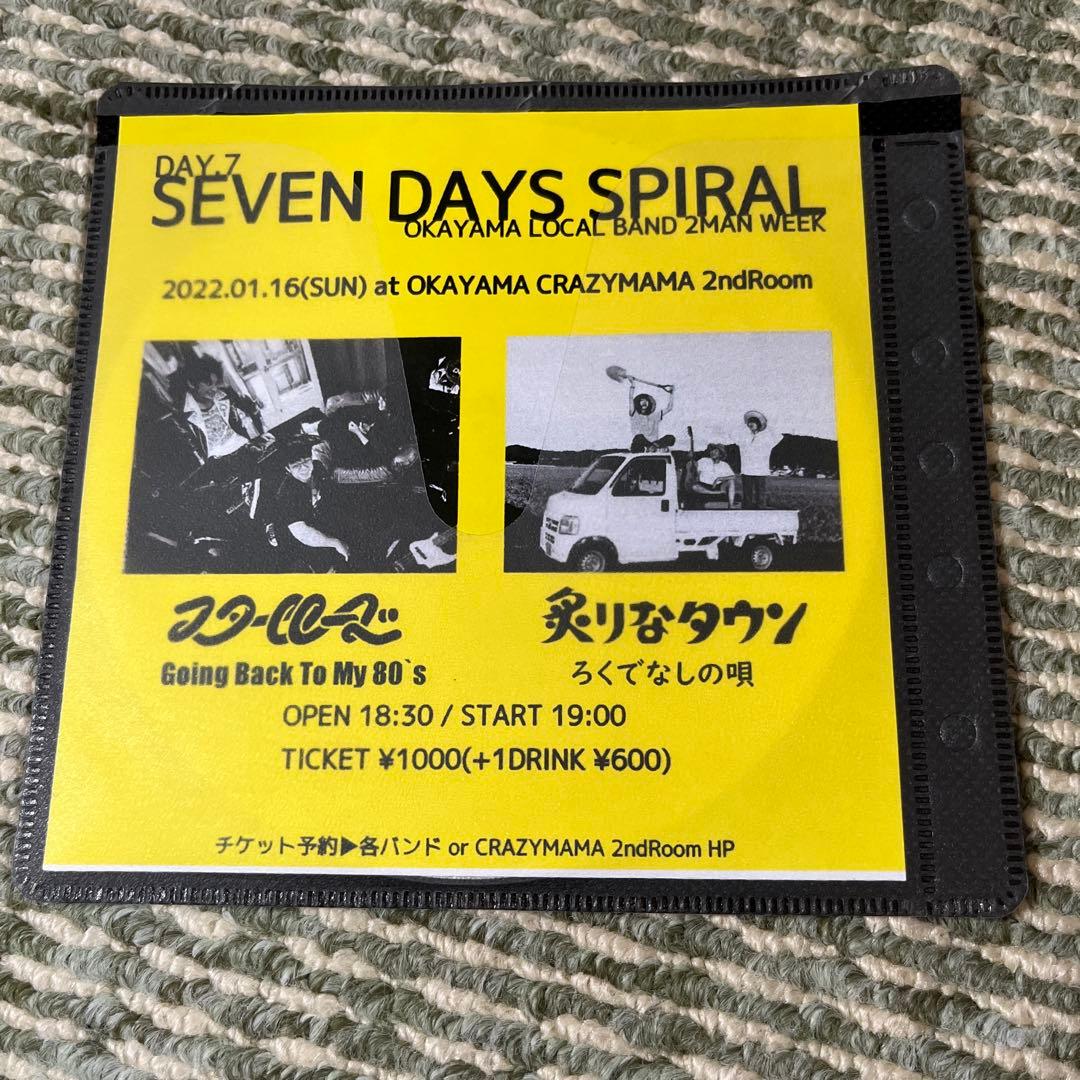 DAY.7
SEVEN DAYS SPIRAL
OKAYAMA LOCAL BAND 2MAN WEEK
2022.01.16(SUN) at OKAYAMA CRAZYMAMA 2ndRoom
Going Back To My 80`s
炙りなタウン
ろくでなしの唄
OPEN 18:30 / START 19:00
TICKET ¥1000(+1DRINK ¥600)
チケット予約▶各バンド or CRAZYMAMA 2ndRoom HP